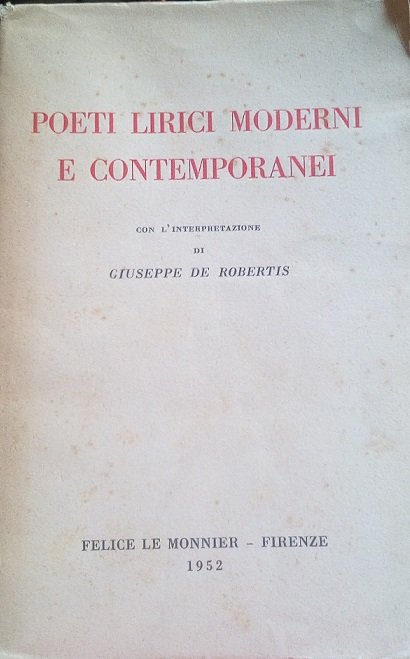 POETI LIRICI MODERNI
E CONTEMPORANEI
CON L'INTERPRETAZIONE
DI
GIUSEPPE DE ROBERTIS
FELICE LE MONNIER – FIRENZE
1952